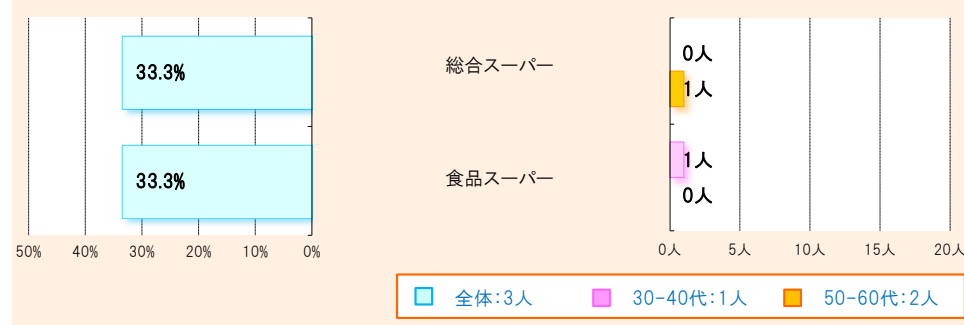 総合スーパー
33.3%
0人
1人
食品スーパー
33.3%
1人
0人
50% 40% 30% 20% 10% 0%
0人 5人 10人 15人 20人
全体:3人 30-40代:1人 50-60代:2人